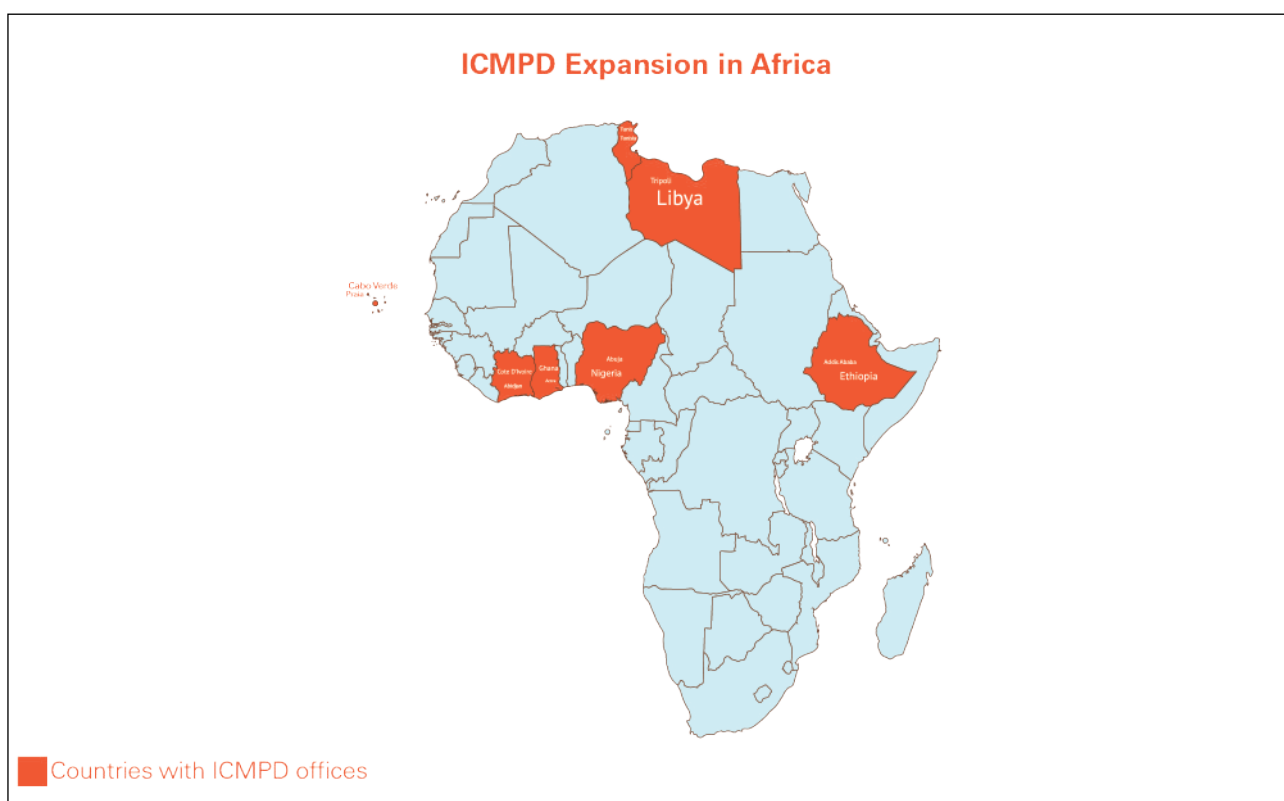 ICMPD Expansion in Africa
Tunis
Tunisia
Tripoli
Libya
Cabo Verde
Praia
Abuja
Nigeria
Cote D'Ivoire
Abidjan
Ghana
Accra
Addis Ababa
Ethiopia
Countries with ICMPD offices